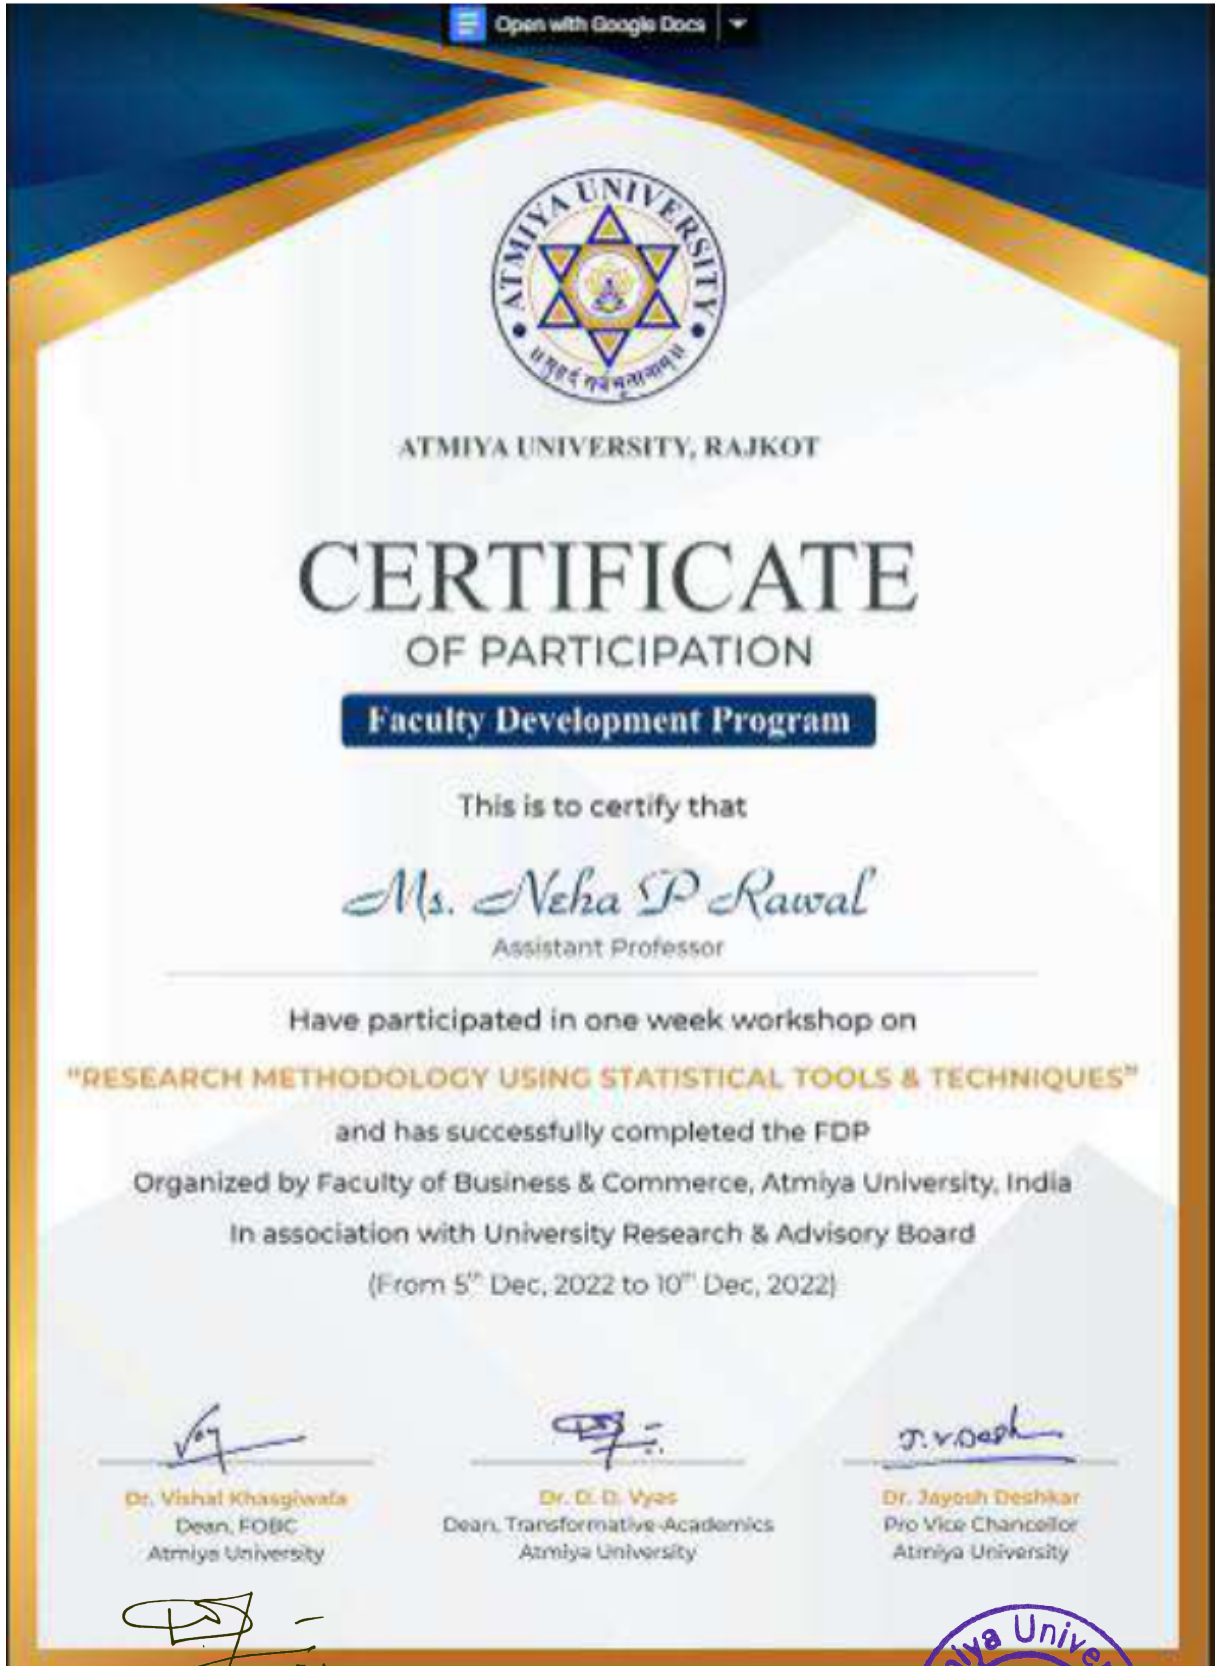 Open with Google Docs
ATMIYA UNIVERSITY
ATMIYA UNIVERSITY, RAJKOT
CERTIFICATE
OF PARTICIPATION
Faculty Development Program
This is to certify that
Ms. Neha P Rawal
Assistant Professor
Have participated in one week workshop on
"RESEARCH METHODOLOGY USING STATISTICAL TOOLS & TECHNIQUES"
and has successfully completed the FDP
Organized by Faculty of Business & Commerce, Atmiya University, India
In association with University Research & Advisory Board
(From 5th Dec, 2022 to 10th Dec, 2022)
J.V.Desh
Dr. Vishal Khasgiwala
Dr. D. D. Vyas
Dr. Jayesh Deshkar
Dean, FOBC
Dean, Transformative-Academics
Pro Vice Chancellor
Atmiya University
Atmiya University
Atmiya University